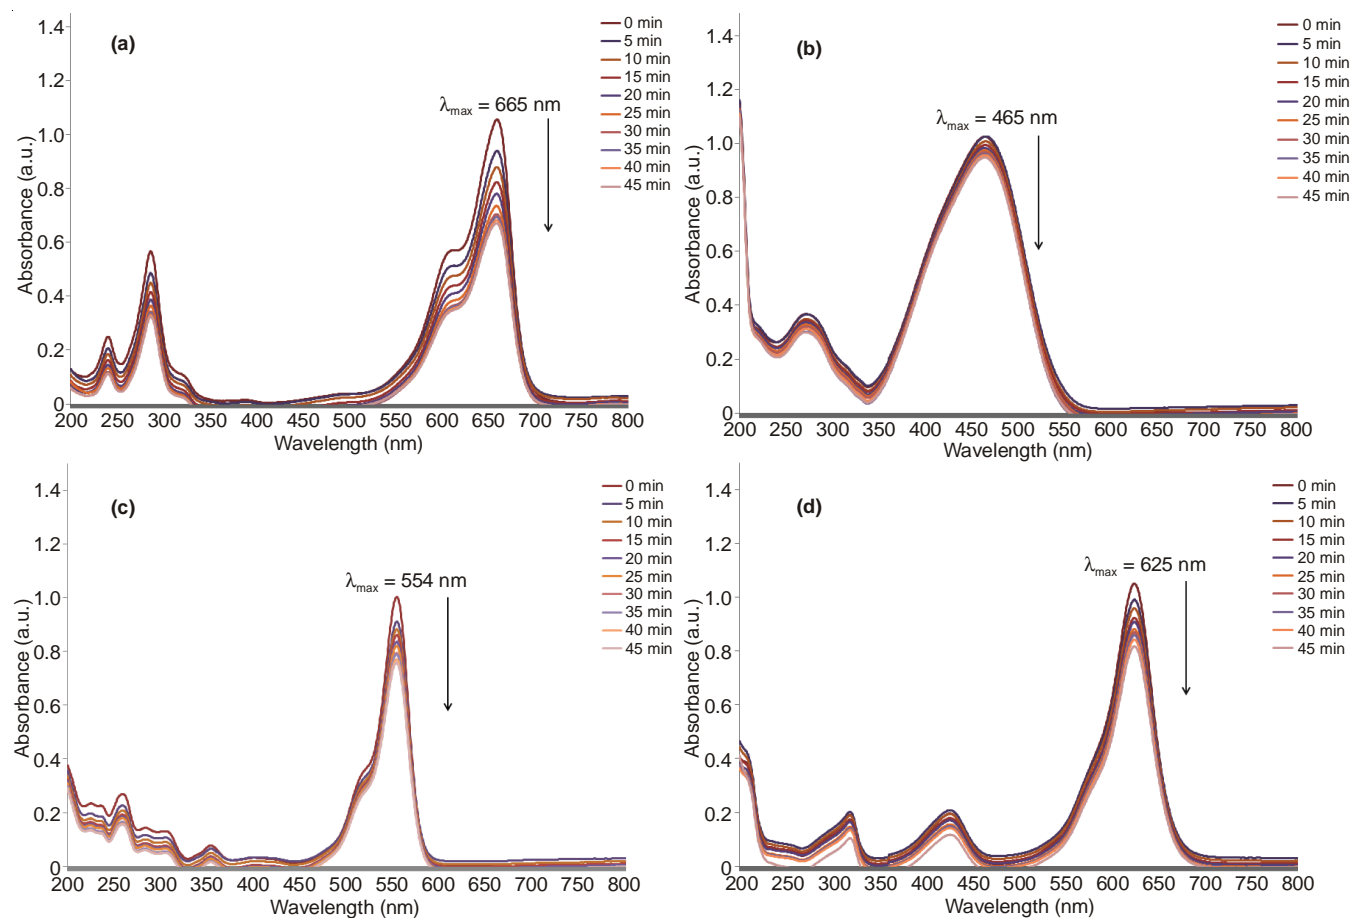 (a)
λmax = 665 nm
0 min
5 min
10 min
15 min
20 min
25 min
30 min
35 min
40 min
45 min
Absorbance (a.u.)
1.4
1.2
1.0
0.8
0.6
0.4
0.2
0
200 250 300 350 400 450 500 550 600 650 700 750 800
Wavelength (nm)
(b)
λmax = 465 nm
0 min
5 min
10 min
15 min
20 min
25 min
30 min
35 min
40 min
45 min
Absorbance (a.u.)
1.4
1.2
1.0
0.8
0.6
0.4
0.2
0
200 250 300 350 400 450 500 550 600 650 700 750 800
Wavelength (nm)
(c)
λmax = 554 nm
0 min
5 min
10 min
15 min
20 min
25 min
30 min
35 min
40 min
45 min
Absorbance (a.u.)
1.4
1.2
1.0
0.8
0.6
0.4
0.2
0
200 250 300 350 400 450 500 550 600 650 700 750 800
Wavelength (nm)
(d)
λmax = 625 nm
0 min
5 min
10 min
15 min
20 min
25 min
30 min
35 min
40 min
45 min
Absorbance (a.u.)
1.4
1.2
1.0
0.8
0.6
0.4
0.2
0
200 250 300 350 400 450 500 550 600 650 700 750 800
Wavelength (nm)